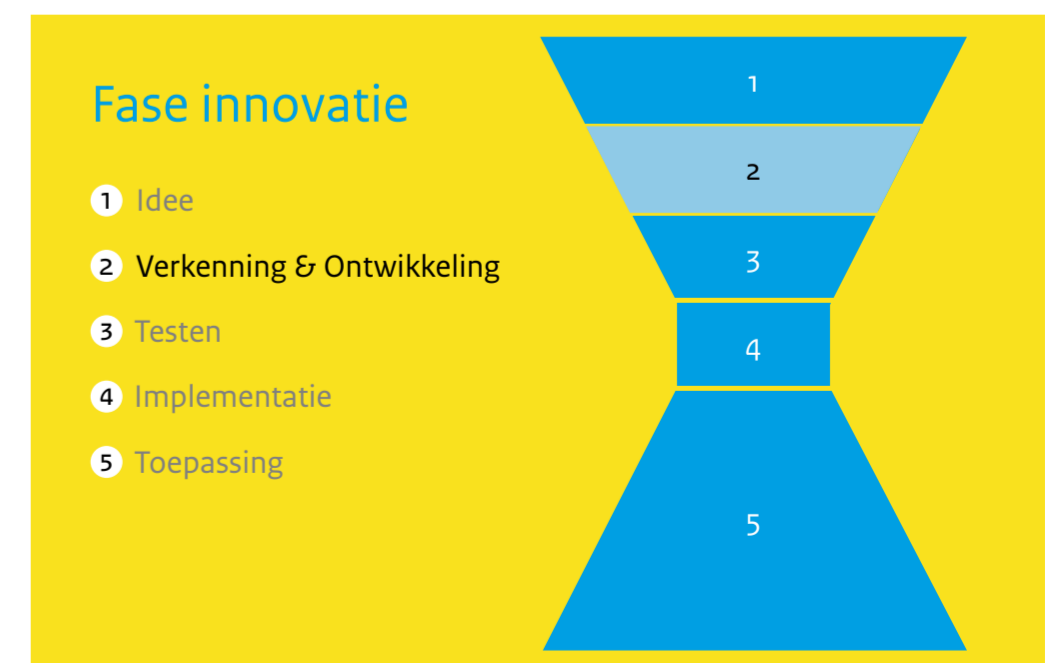 Fase innovatie
1 Idee
2 Verkenning & Ontwikkeling
3 Testen
4 Implementatie
5 Toepassing
1
2
3
4
5